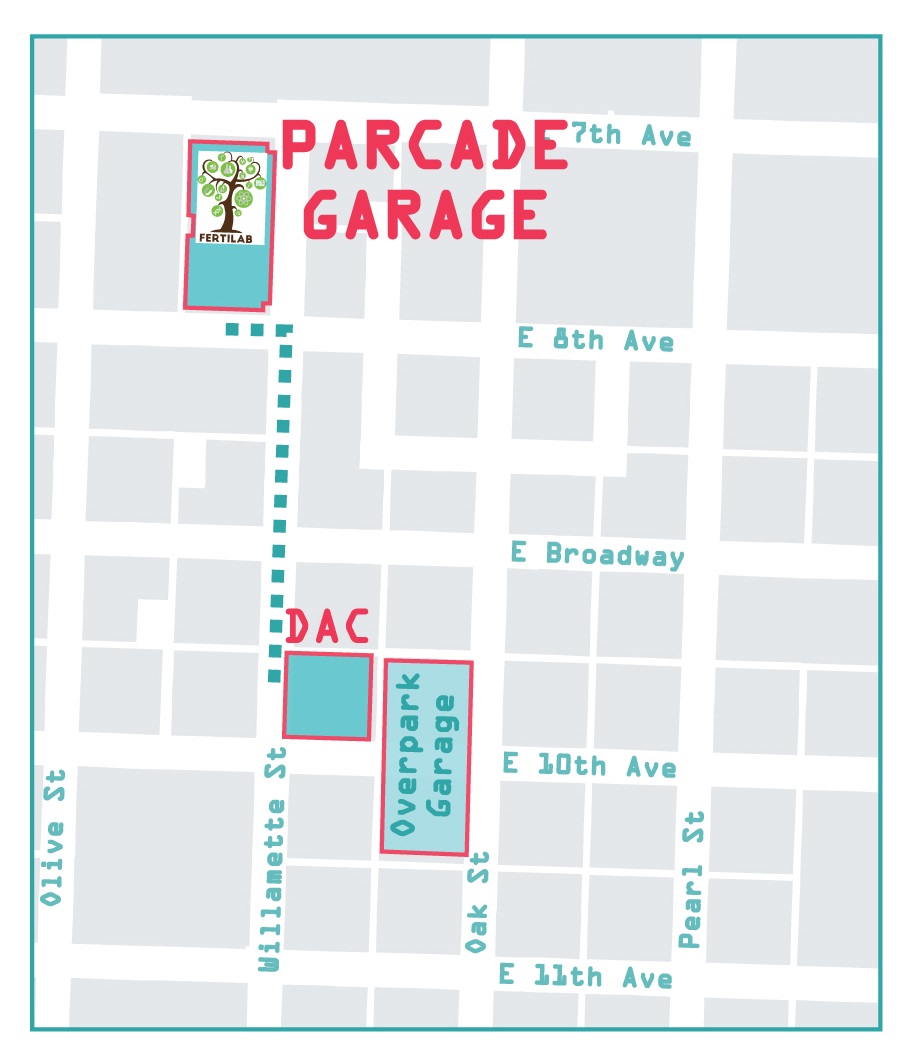 PARCADE
GARAGE
7th Ave
FERTILAB
E 8th Ave
E Broadway
DAC
Overpark
Garage
E 10th Ave
Olive St
Willamette St
Oak St
Pearl St
E 11th Ave